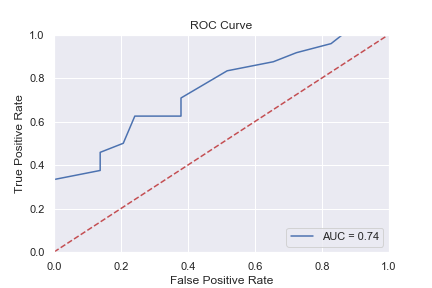 ROC Curve
1.0
0.8
0.6
0.4
0.2
0.0
True Positive Rate
AUC = 0.74
0.0 0.2 0.4 0.6 0.8 1.0
False Positive Rate